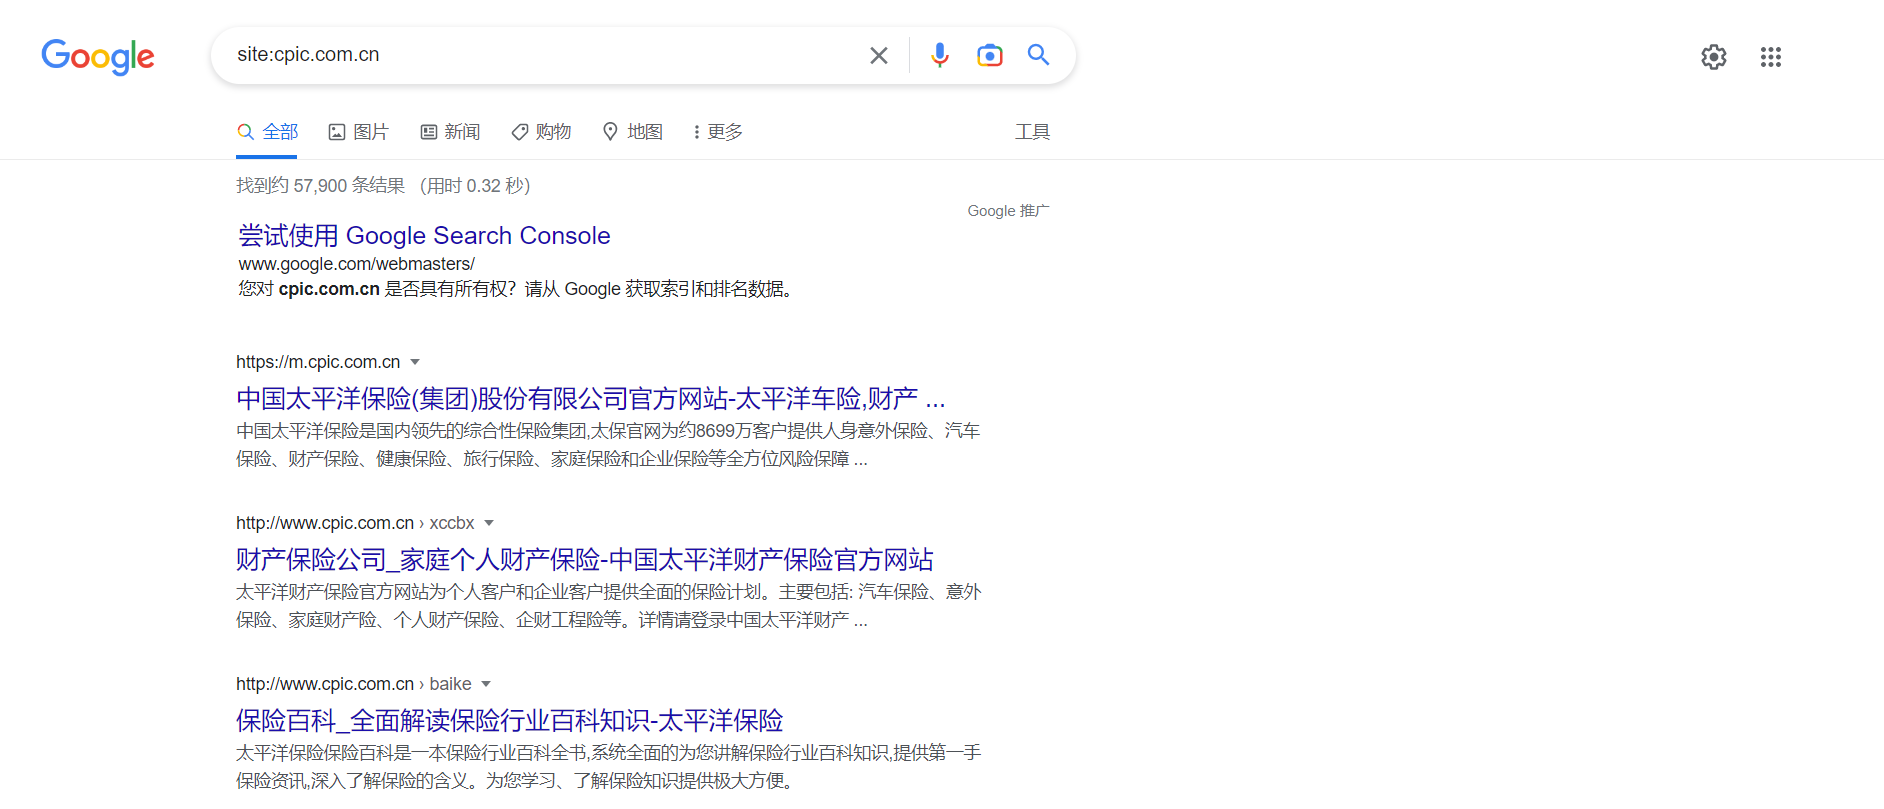 Google
site:cpic.com.cn
全部 图片 新闻 购物 地图 更多 工具
找到约 57,900 条结果 （用时 0.32 秒）
Google 推广
尝试使用 Google Search Console
www.google.com/webmasters/
您对 cpic.com.cn 是否具有所有权？请从 Google 获取索引和排名数据。
https://m.cpic.com.cn
中国太平洋保险(集团)股份有限公司官方网站-太平洋车险,财产 ...
中国太平洋保险是国内领先的综合性保险集团,太保官网为约8699万客户提供人身意外保险、汽车
保险、财产保险、健康保险、旅行保险、家庭保险和企业保险等全方位风险保障 ...
http://www.cpic.com.cn › xccbx
财产保险公司_家庭个人财产保险-中国太平洋财产保险官方网站
太平洋财产保险官方网站为个人客户和企业客户提供全面的保险计划。主要包括: 汽车保险、意外
保险、家庭财产险、个人财产保险、企财工程险等。详情请登录中国太平洋财产 ...
http://www.cpic.com.cn › baike
保险百科_全面解读保险行业百科知识-太平洋保险
太平洋保险保险百科是一本保险行业百科全书,系统全面的为您讲解保险行业百科知识,提供第一手
保险资讯,深入了解保险的含义。为您学习、了解保险知识提供极大方便。